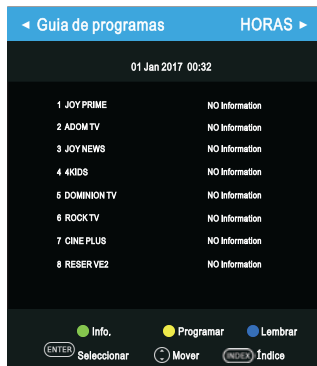 ◄ Guia de programas HORAS ►
01 Jan 2017 00:32
1 JOY PRIME NO Information
2 ADOM TV NO Information
3 JOY NEWS NO Information
4 4KIDS NO Information
5 DOMINION TV NO Information
6 ROCK TV NO Information
7 CINE PLUS NO Information
8 RESER VE2 NO Information
Info. Programar Lembrar
ENTER Seleccionar Mover INDEX Índice